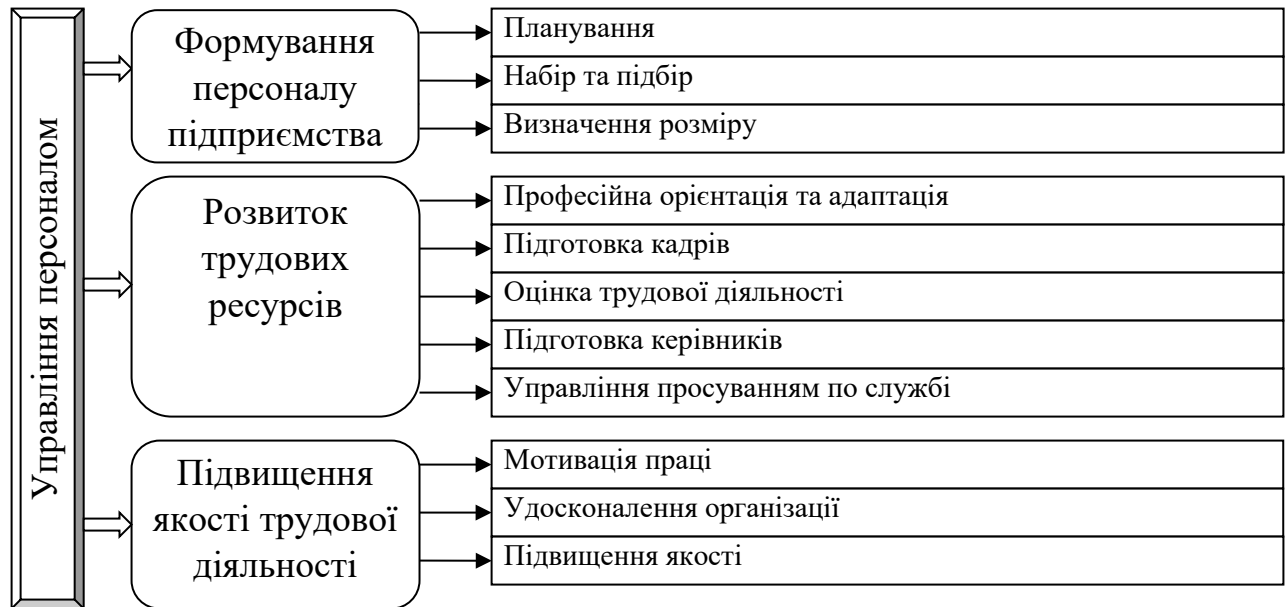 Управління персоналом
Формування
персоналу
підприємства
Планування
Набір та підбір
Визначення розміру
Розвиток
трудових
ресурсів
Професійна орієнтація та адаптація
Підготовка кадрів
Оцінка трудової діяльності
Підготовка керівників
Управління просуванням по службі
Підвищення
якості трудової
діяльності
Мотивація праці
Удосконалення організації
Підвищення якості